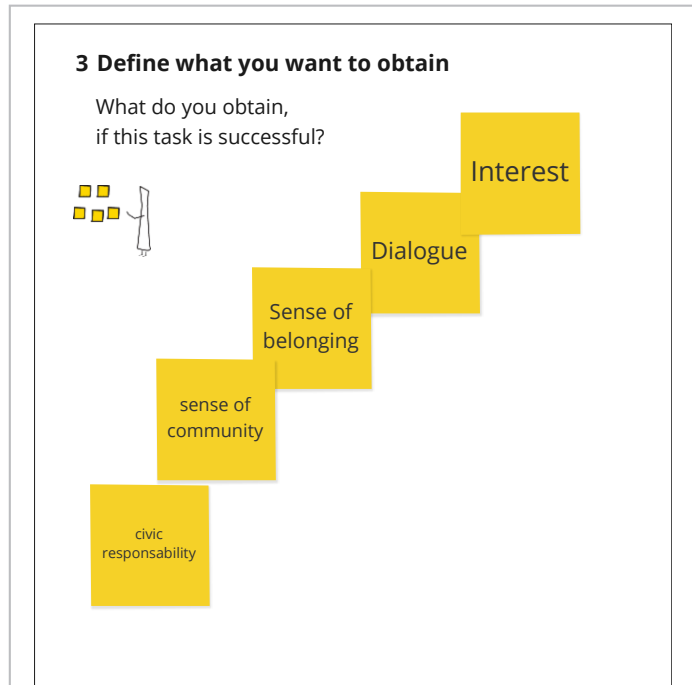 3 Define what you want to obtain
What do you obtain,
if this task is successful?
Interest
Dialogue
Sense of
belonging
sense of
community
civic
responsability